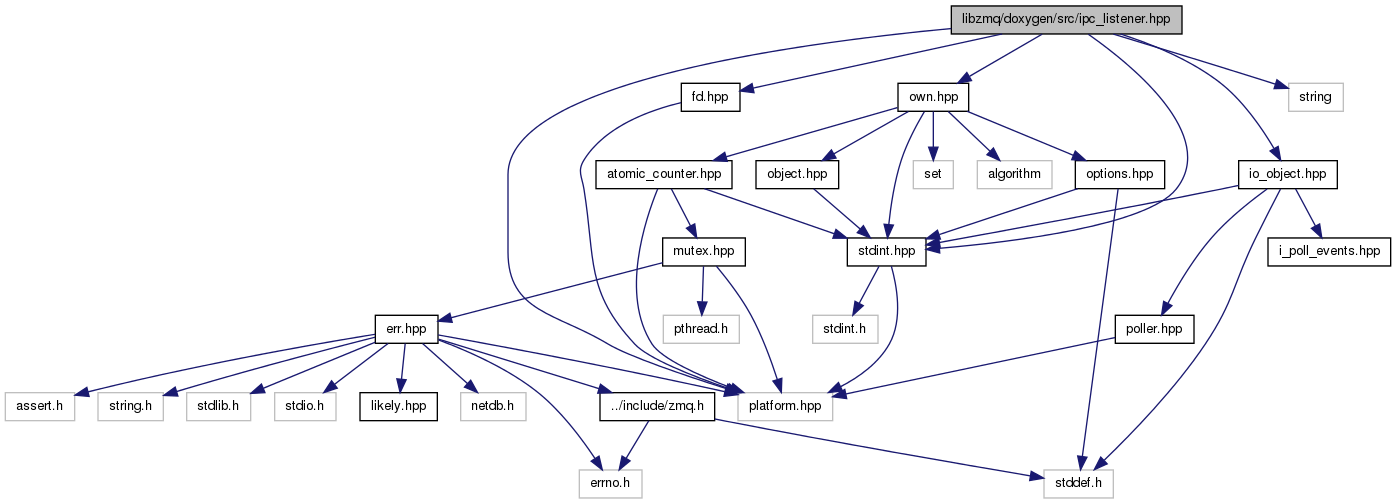 libzmq/doxygen/src/ipc_listener.hpp
fd.hpp
own.hpp
string
atomic_counter.hpp
object.hpp
set
algorithm
options.hpp
io_object.hpp
mutex.hpp
stdint.hpp
i_poll_events.hpp
err.hpp
pthread.h
stdint.h
poller.hpp
assert.h
string.h
stdlib.h
stdio.h
likely.hpp
netdb.h
../include/zmq.h
platform.hpp
errno.h
stddef.h